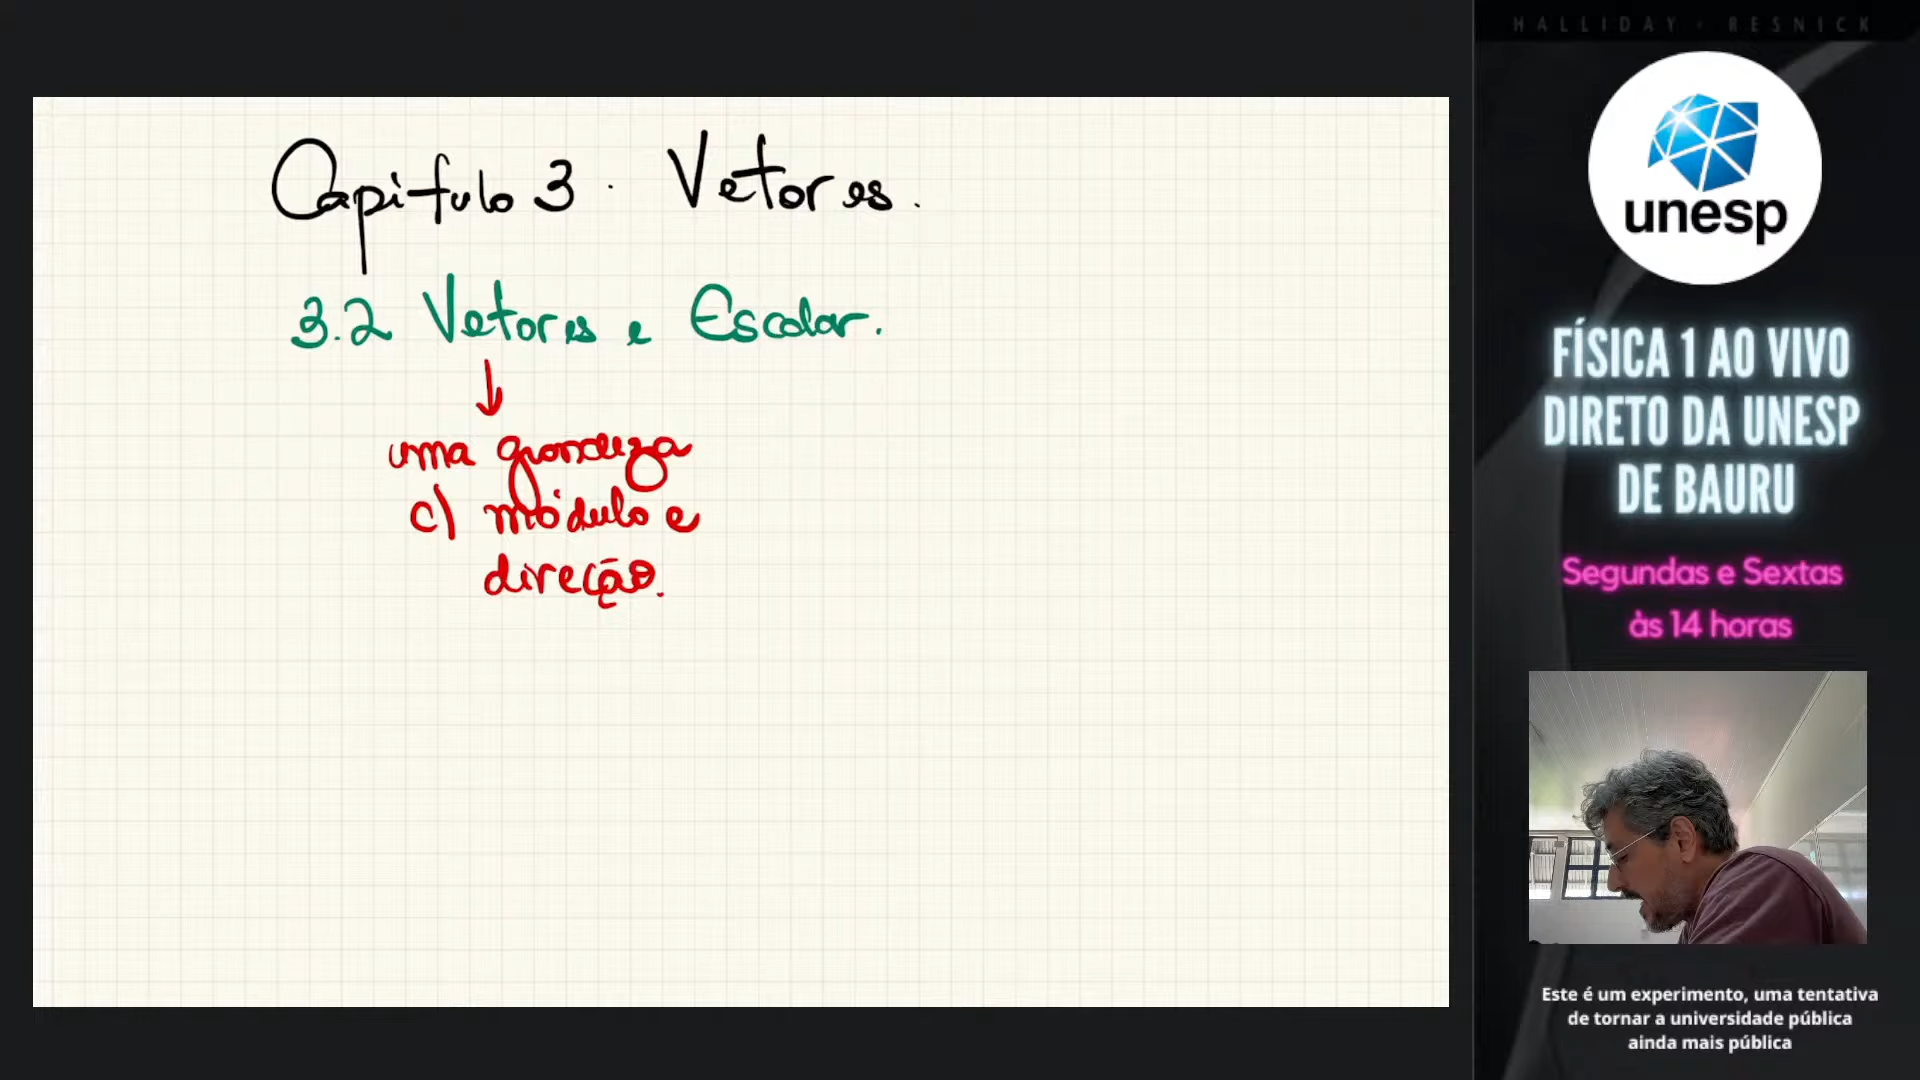 Capitulo 3. Vetores.
3.2 Vetores e Escalar.
↓
uma grandeza
c) módulo e
direção.
HALLIDAY - RESNICK
unesp
FÍSICA 1 AO VIVO
DIRETO DA UNESP
DE BAURU
Segundas e Sextas
às 14 horas
Este é um experimento, uma tentativa
de tornar a universidade pública
ainda mais pública